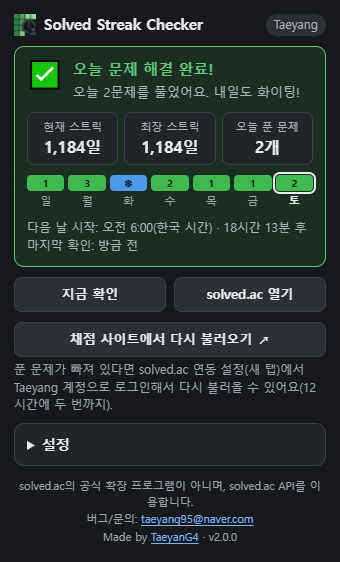 Solved Streak Checker
Taeyang
오늘 문제 해결 완료!
오늘 2문제를 풀었어요. 내일도 화이팅!
현재 스트릭
1,184일
최장 스트릭
1,184일
오늘 푼 문제
2개
1 3 ❄ 2 1 1 2
일 월 화 수 목 금 토
다음 날 시작: 오전 6:00(한국 시간) · 18시간 13분 후
마지막 확인: 방금 전
지금 확인
solved.ac 열기
채점 사이트에서 다시 불러오기 ↗
푼 문제가 빠져 있다면 solved.ac 연동 설정(새 탭)에서
Taeyang 계정으로 로그인해서 다시 불러올 수 있어요(12
시간에 두 번까지).
▶ 설정
solved.ac의 공식 확장 프로그램이 아니며, solved.ac API를 이
용합니다.
버그/문의: taeyang95@naver.com
Made by TaeyanG4 · v2.0.0